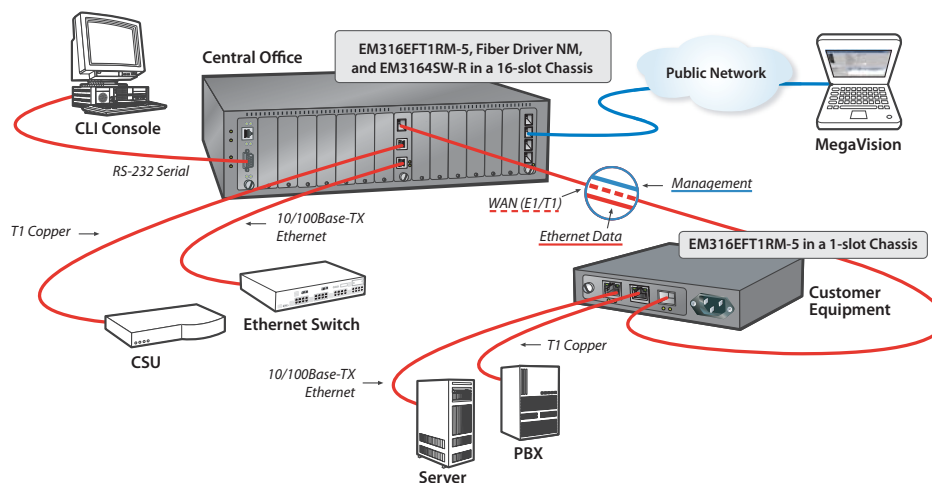 Central Office
EM316EFT1RM-5, Fiber Driver NM,
and EM3164SW-R in a 16-slot Chassis
Public Network
CLI Console
MegaVision
RS-232 Serial
WAN (E1/T1)
Management
Ethernet Data
T1 Copper
10/100Base-TX
Ethernet
EM316EFT1RM-5 in a 1-slot Chassis
Customer
Equipment
Ethernet Switch
CSU
T1 Copper
10/100Base-TX
Ethernet
PBX
Server